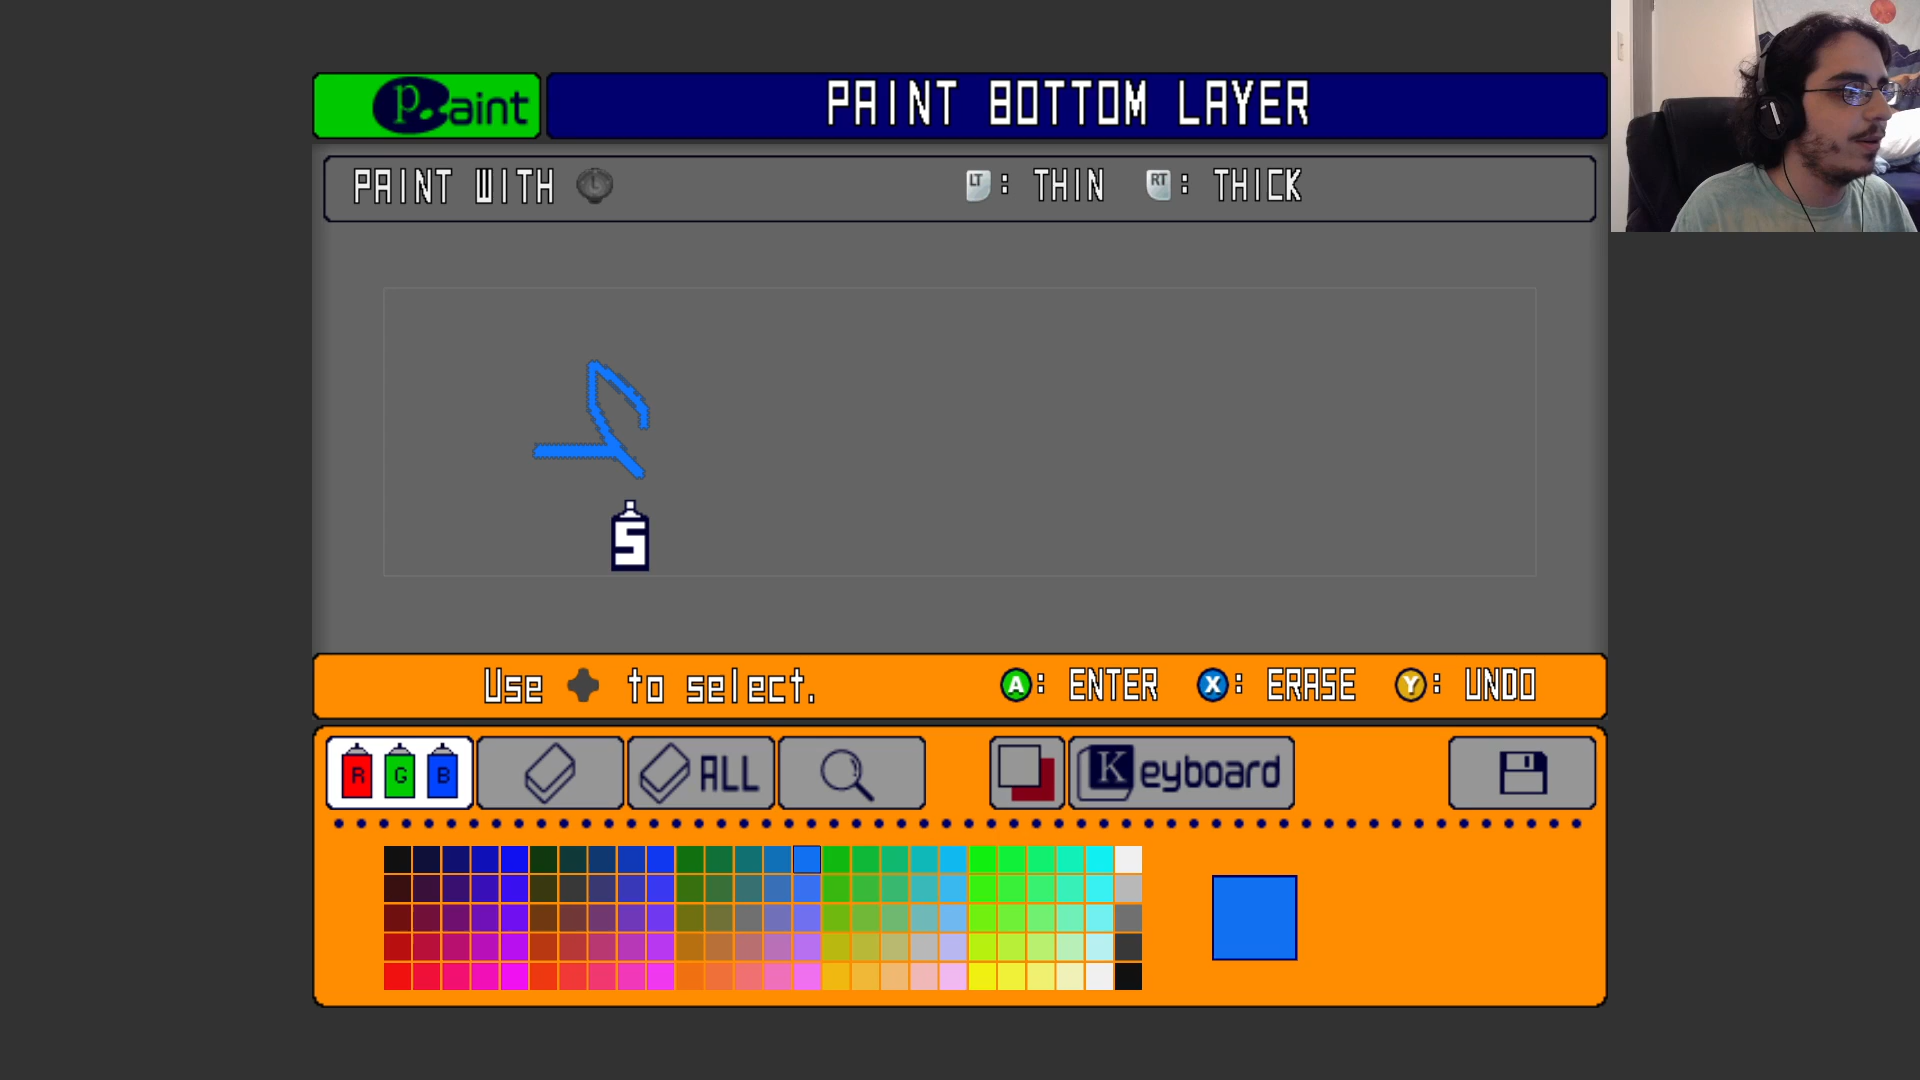 Paint
PAINT BOTTOM LAYER
PAINT WITH L
LT : THIN RT : THICK
S
Use to select.
A : ENTER X : ERASE Y : UNDO
R G B
ALL
Keyboard